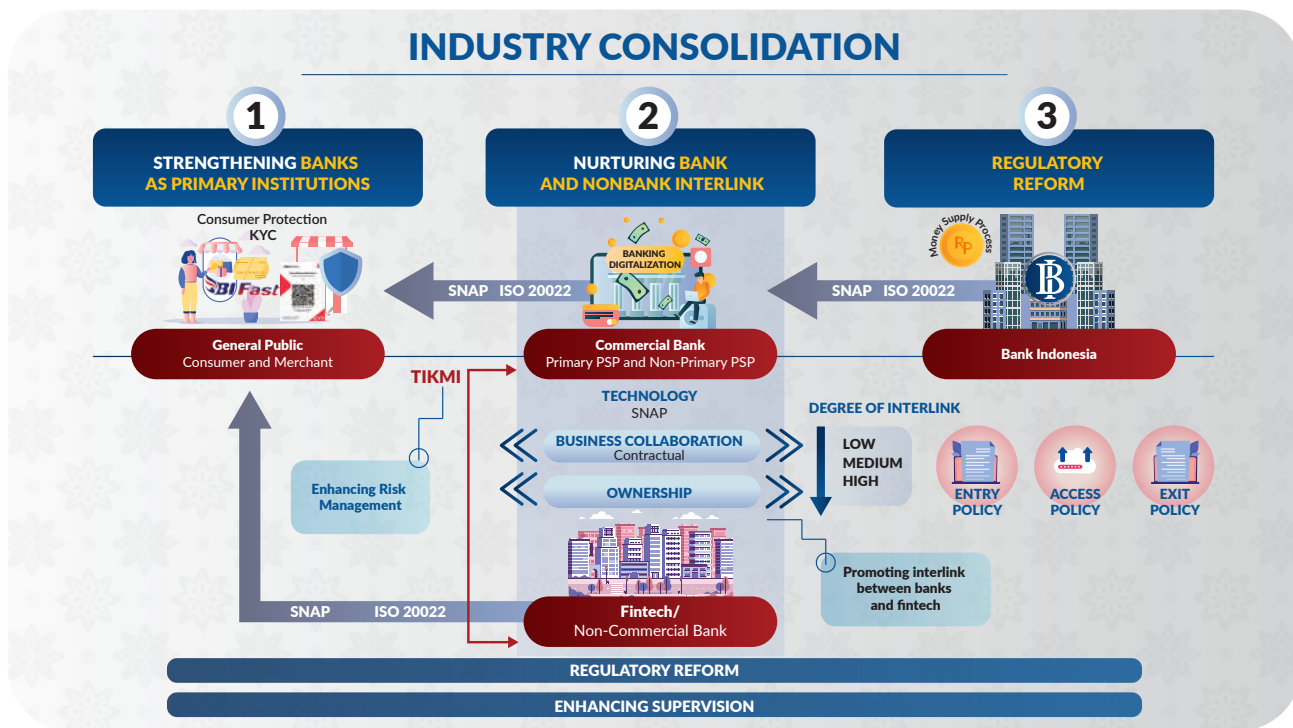 INDUSTRY CONSOLIDATION
1
STRENGTHENING BANKS
AS PRIMARY INSTITUTIONS
2
NURTURING BANK
AND NONBANK INTERLINK
3
REGULATORY
REFORM
Consumer Protection
KYC
BI Fast
SNAP ISO 20022
BANKING
DIGITALIZATION
SNAP ISO 20022
Money Supply Process
RP
BI
General Public
Consumer and Merchant
Commercial Bank
Primary PSP and Non-Primary PSP
Bank Indonesia
TIKMI
Enhancing Risk
Management
TECHNOLOGY
SNAP
BUSINESS COLLABORATION
Contractual
OWNERSHIP
DEGREE OF INTERLINK
LOW
MEDIUM
HIGH
ENTRY
POLICY
ACCESS
POLICY
EXIT
POLICY
Promoting interlink
between banks
and fintech
SNAP ISO 20022
Fintech/
Non-Commercial Bank
REGULATORY REFORM
ENHANCING SUPERVISION